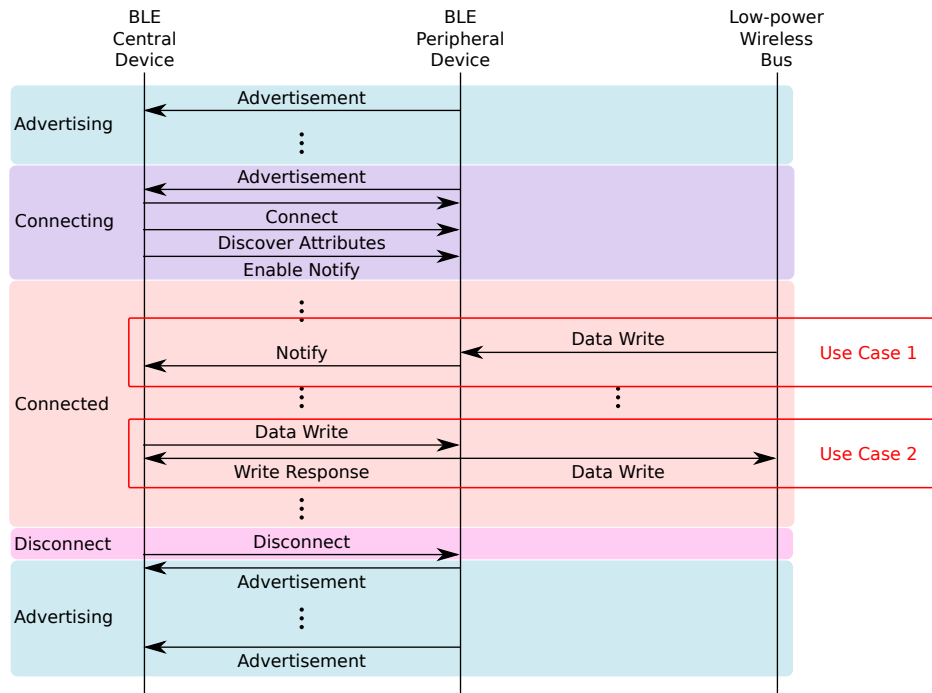 BLE
Central
Device
BLE
Peripheral
Device
Low-power
Wireless
Bus
Advertising
Advertisement
Connecting
Advertisement
Connect
Discover Attributes
Enable Notify
Connected
Data Write
Notify
Use Case 1
Data Write
Write Response
Data Write
Use Case 2
Disconnect
Disconnect
Advertising
Advertisement
Advertisement